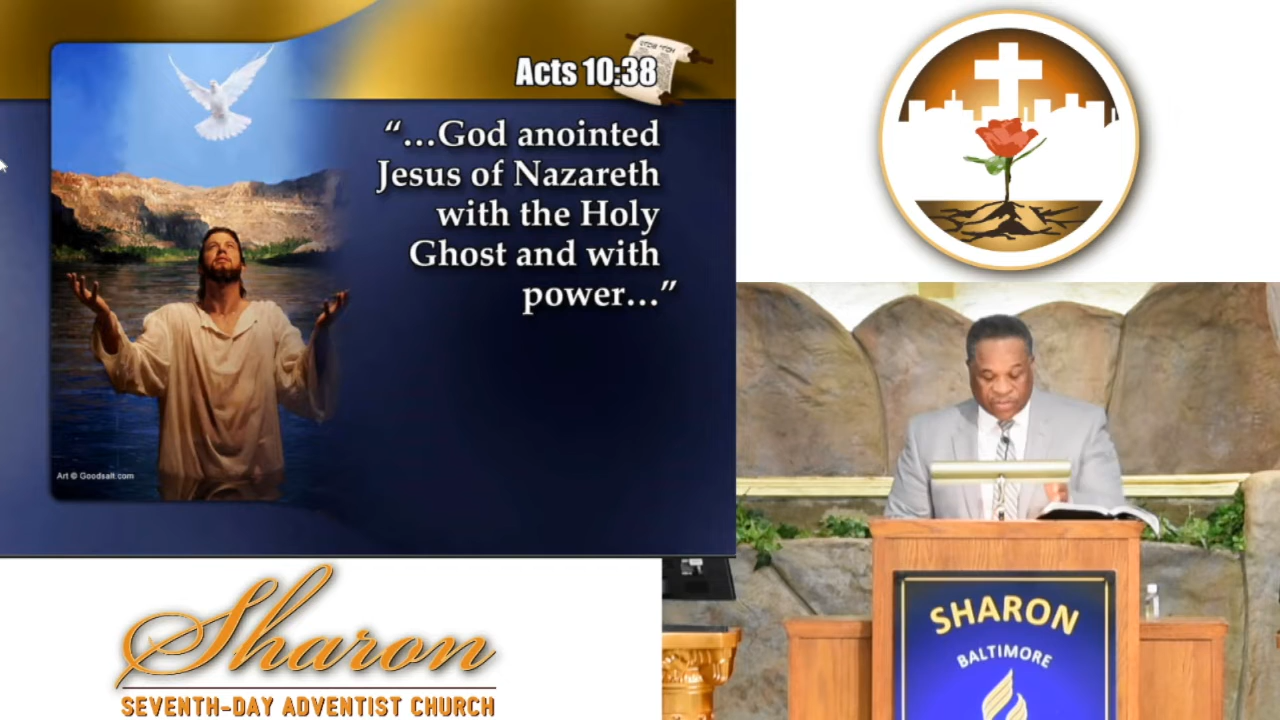 Acts 10:38
“...God anointed
Jesus of Nazareth
with the Holy
Ghost and with
power...”
Art © Goodsalt.com
Sharon
SEVENTH-DAY ADVENTIST CHURCH
SHARON
BALTIMORE